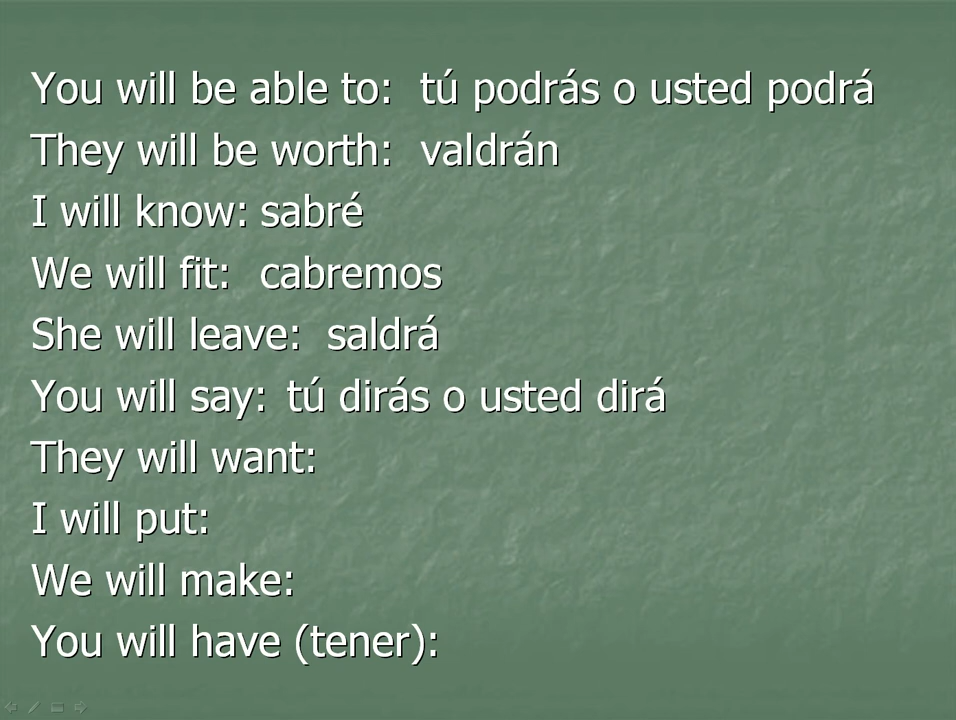 You will be able to: tú podrás o usted podrá
They will be worth: valdrán
I will know: sabré
We will fit: cabremos
She will leave: saldrá
You will say: tú dirás o usted dirá
They will want:
I will put:
We will make:
You will have (tener):